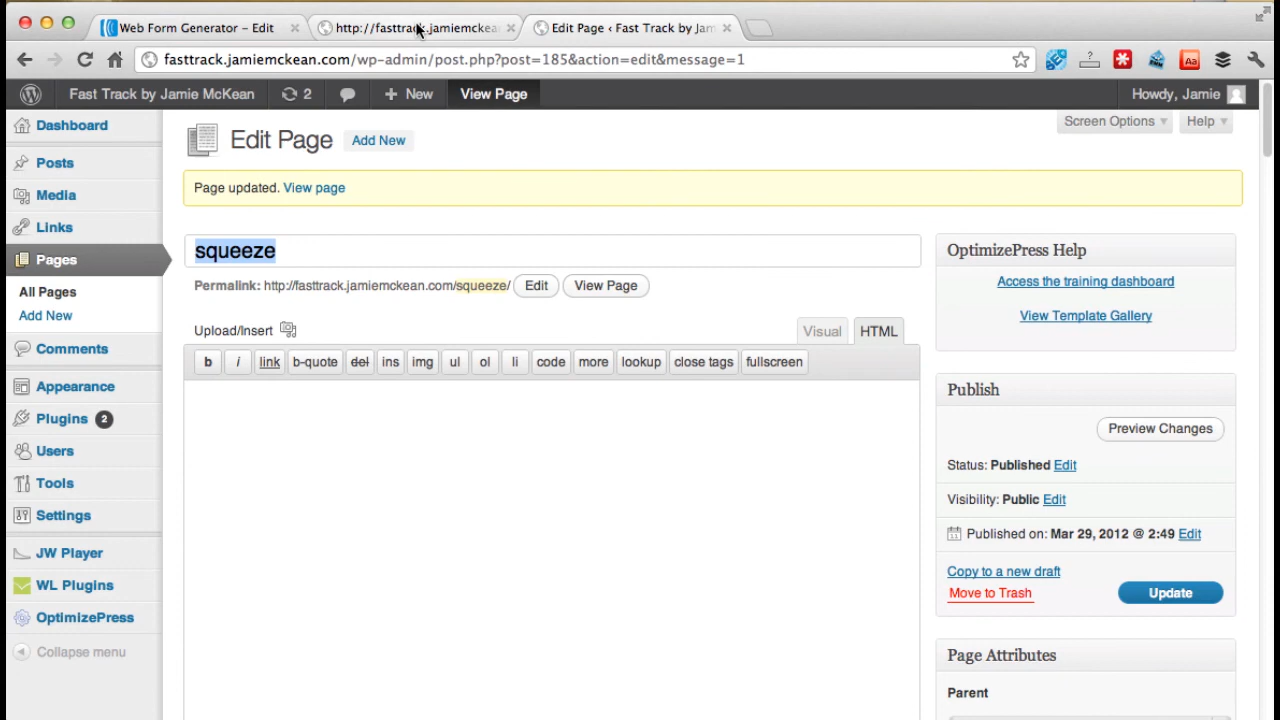 Web Form Generator - Edit
http://fasttrack.jamiemckea
Edit Page ‹ Fast Track by Jam
fasttrack.jamiemckean.com/wp-admin/post.php?post=185&action=edit&message=1
Fast Track by Jamie McKean
2
New
View Page
Howdy, Jamie
Dashboard
Posts
Media
Links
Pages
All Pages
Add New
Comments
Appearance
Plugins 2
Users
Tools
Settings
JW Player
WL Plugins
OptimizePress
Collapse menu
Screen Options
Help
Edit Page
Add New
Page updated. View page
squeeze
Permalink: http://fasttrack.jamiemckean.com/squeeze/ Edit View Page
Upload/Insert
Visual
HTML
b i link b-quote del ins img ul ol li code more lookup close tags fullscreen
OptimizePress Help
Access the training dashboard
View Template Gallery
Publish
Preview Changes
Status: Published Edit
Visibility: Public Edit
Published on: Mar 29, 2012 @ 2:49 Edit
Copy to a new draft
Move to Trash
Update
Page Attributes
Parent